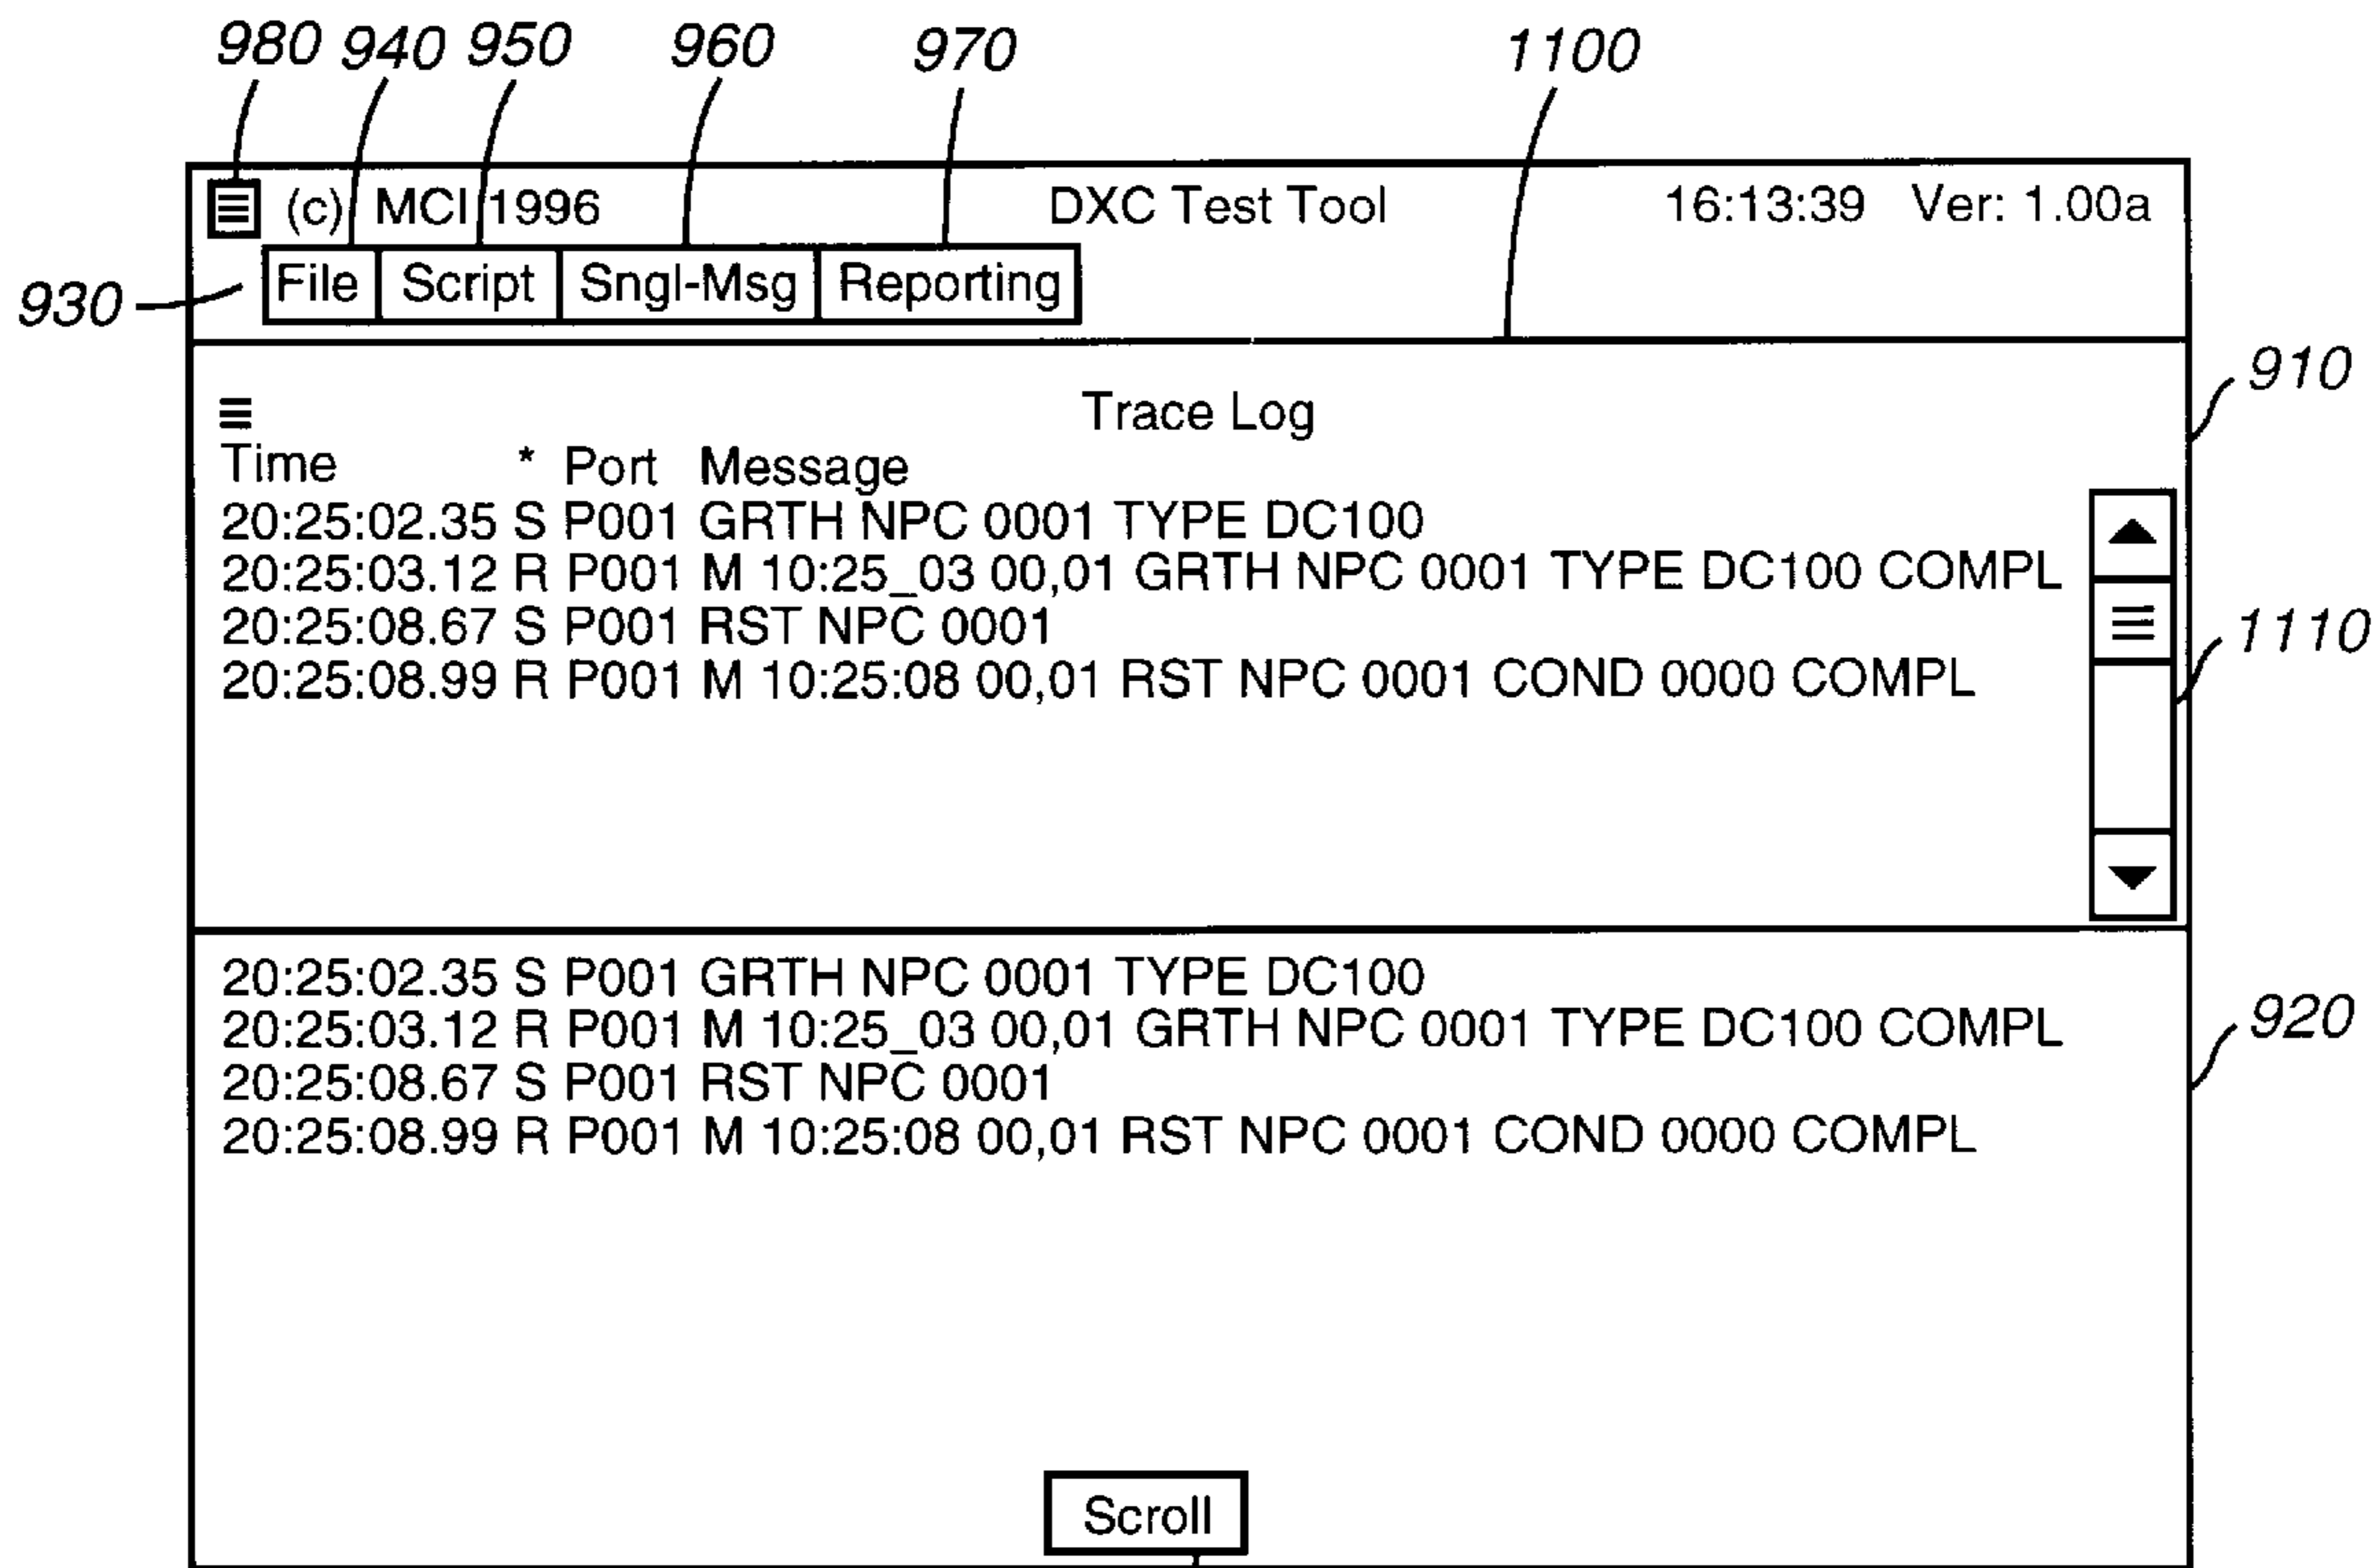 980 940 950 960 970 1100
(c) MCI 1996 DXC Test Tool 16:13:39 Ver: 1.00a
930 File Script Sngl-Msg Reporting
910
Trace Log
Time * Port Message
20:25:02.35 S P001 GRTH NPC 0001 TYPE DC100
20:25:03.12 R P001 M 10:25_03 00,01 GRTH NPC 0001 TYPE DC100 COMPL
20:25:08.67 S P001 RST NPC 0001
1110
20:25:08.99 R P001 M 10:25:08 00,01 RST NPC 0001 COND 0000 COMPL
20:25:02.35 S P001 GRTH NPC 0001 TYPE DC100
20:25:03.12 R P001 M 10:25_03 00,01 GRTH NPC 0001 TYPE DC100 COMPL
920
20:25:08.67 S P001 RST NPC 0001
20:25:08.99 R P001 M 10:25:08 00,01 RST NPC 0001 COND 0000 COMPL
Scroll